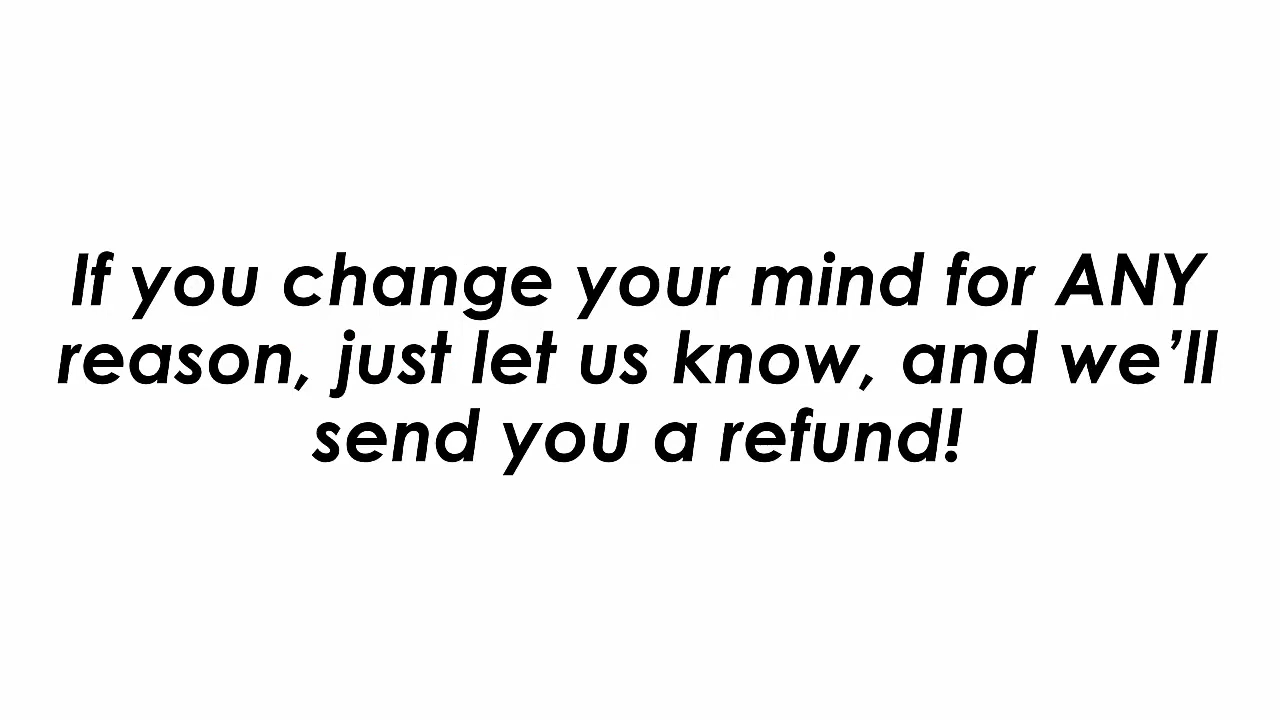 If you change your mind for ANY
reason, just let us know, and we’ll
send you a refund!